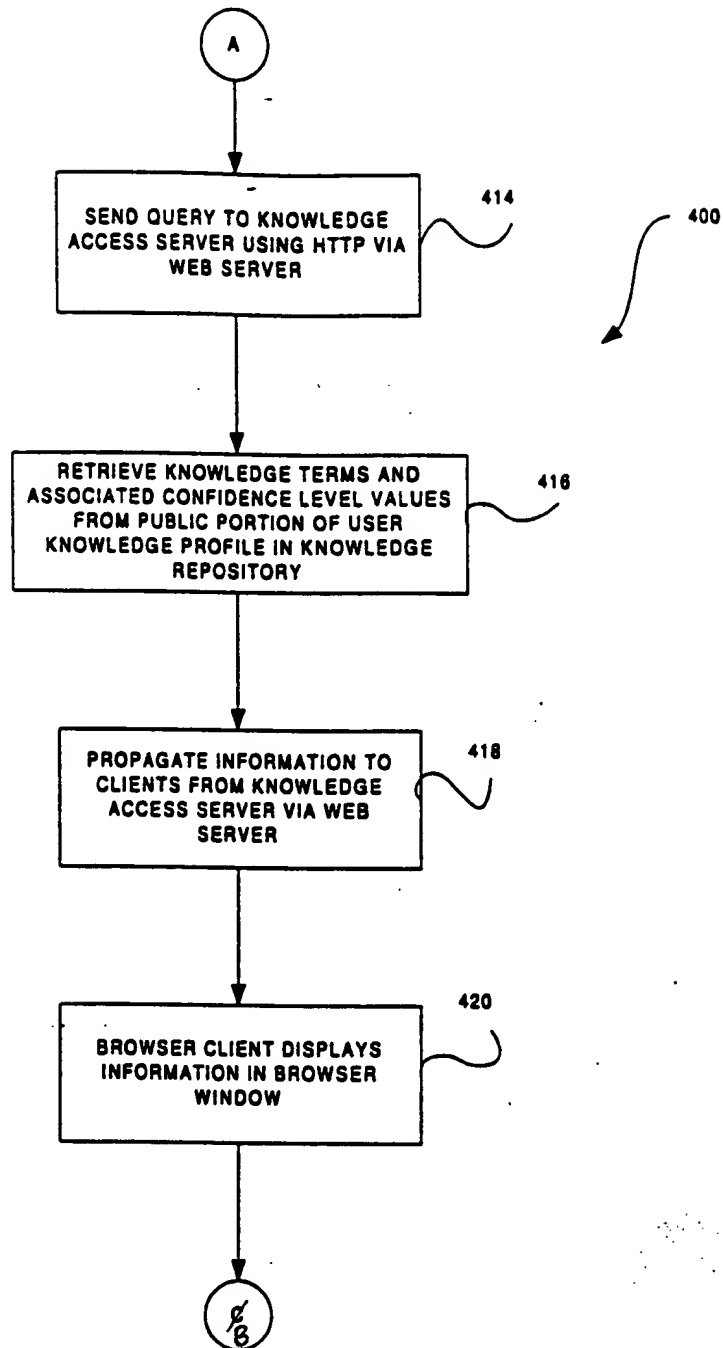 A
SEND QUERY TO KNOWLEDGE
ACCESS SERVER USING HTTP VIA
WEB SERVER
414
400
RETRIEVE KNOWLEDGE TERMS AND
ASSOCIATED CONFIDENCE LEVEL VALUES
FROM PUBLIC PORTION OF USER
KNOWLEDGE PROFILE IN KNOWLEDGE
REPOSITORY
416
PROPAGATE INFORMATION TO
CLIENTS FROM KNOWLEDGE
ACCESS SERVER VIA WEB
SERVER
418
BROWSER CLIENT DISPLAYS
INFORMATION IN BROWSER
WINDOW
420
B